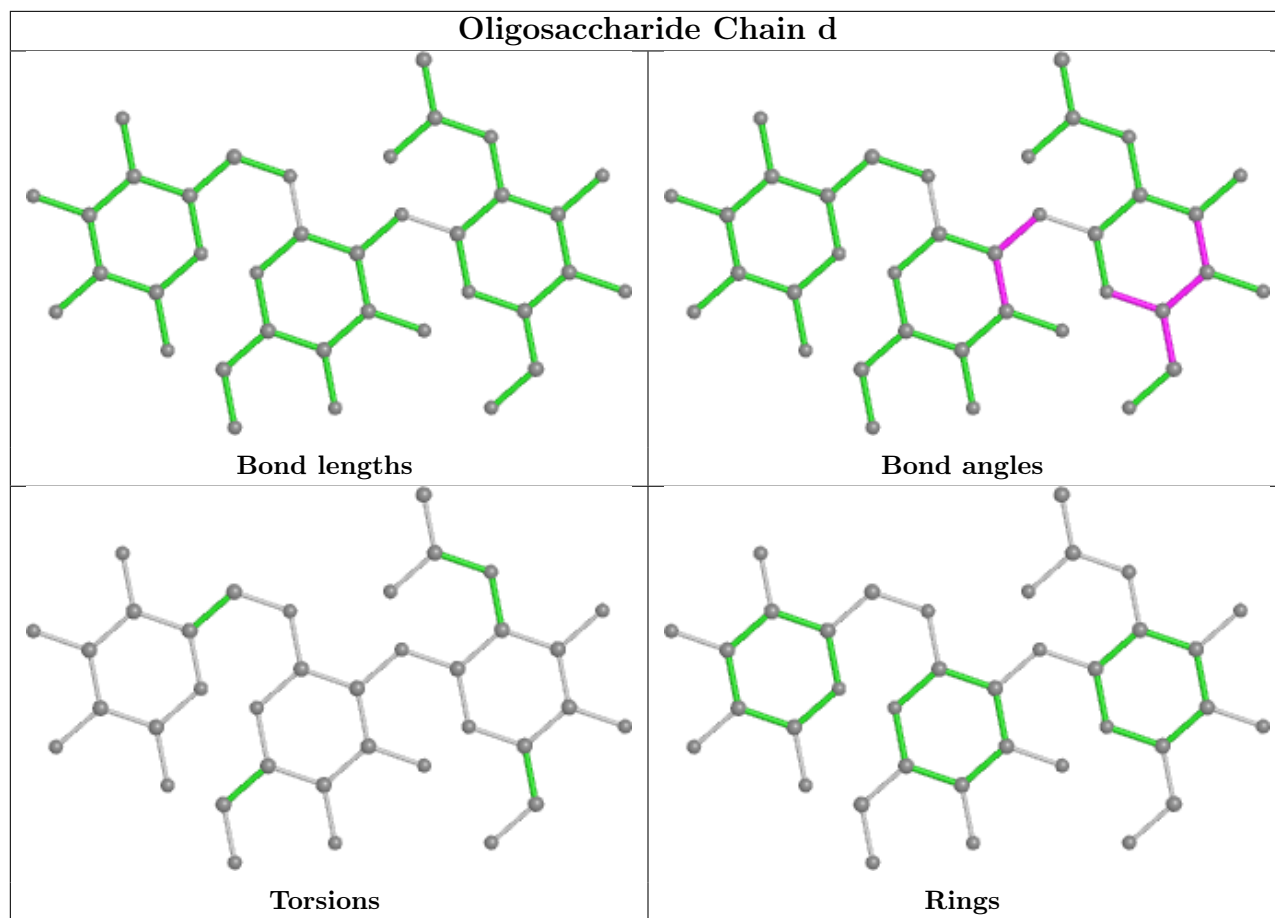 Oligosaccharide Chain d
Bond lengths
Bond angles
Torsions
Rings